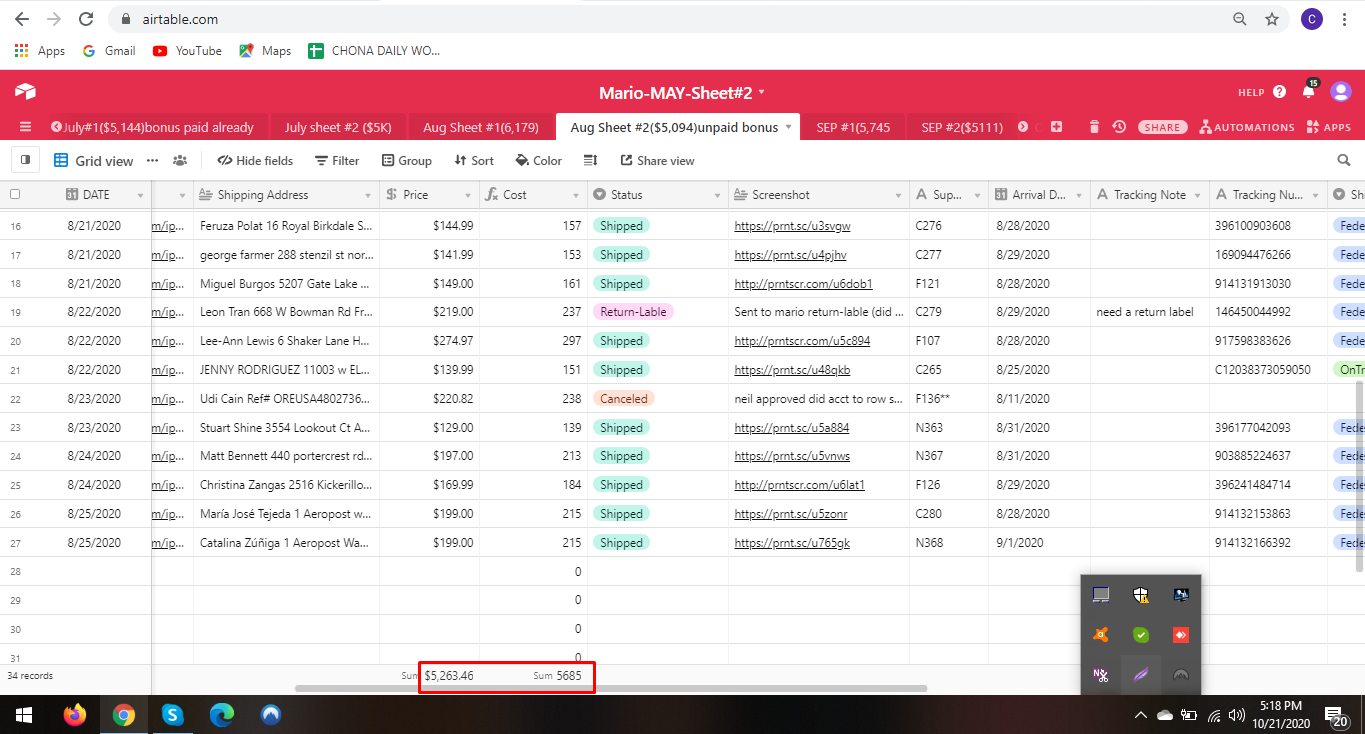 airtable.com
C
Apps Gmail YouTube Maps CHONA DAILY WO...
Mario-MAY-Sheet#2
HELP ? 15
July#1($5,144)bonus paid already July sheet #2 ($5K) Aug Sheet #1(6,179) Aug Sheet #2($5,094)unpaid bonus SEP #1(5,745 SEP #2($5111) SHARE AUTOMATIONS APPS
Grid view Hide fields Filter Group Sort Color Share view
DATE Shipping Address Price Cost Status Screenshot Sup... Arrival D... Tracking Note Tracking Nu... Shi
16 8/21/2020 m/ip... Feruza Polat 16 Royal Birkdale S... $144.99 157 Shipped https://prnt.sc/u3svgw C276 8/28/2020 396100903608 Fede
17 8/21/2020 m/ip... george farmer 288 stenzil st nor... $141.99 153 Shipped https://prnt.sc/u4pjhv C277 8/29/2020 169094476266 Fede
18 8/21/2020 m/ip... Miguel Burgos 5207 Gate Lake ... $149.00 161 Shipped http://prntscr.com/u6dob1 F121 8/28/2020 914131913030 Fede
19 8/22/2020 m/ip... Leon Tran 668 W Bowman Rd Fr... $219.00 237 Return-Lable Sent to mario return-lable (did ... C279 8/29/2020 need a return label 146450044992 Fede
20 8/22/2020 m/ip... Lee-Ann Lewis 6 Shaker Lane H... $274.97 297 Shipped http://prntscr.com/u5c894 F107 8/28/2020 917598383626 Fede
21 8/22/2020 m/ip... JENNY RODRIGUEZ 11003 w EL... $139.99 151 Shipped https://prnt.sc/u48qkb C265 8/25/2020 C12038373059050 OnTr
22 8/23/2020 m/ip... Udi Cain Ref# OREUSA4802736... $220.82 238 Canceled neil approved did acct to row s... F136** 8/11/2020
23 8/23/2020 m/ip... Stuart Shine 3554 Lookout Ct A... $129.00 139 Shipped https://prnt.sc/u5a884 N363 8/31/2020 396177042093 Fede
24 8/24/2020 m/ip... Matt Bennett 440 portercrest rd... $197.00 213 Shipped https://prnt.sc/u5vnws N367 8/31/2020 903885224637 Fede
25 8/24/2020 m/ip... Christina Zangas 2516 Kickerillo... $169.99 184 Shipped http://prntscr.com/u6lat1 F126 8/29/2020 396241484714 Fede
26 8/25/2020 m/ip... María José Tejeda 1 Aeropost w... $199.00 215 Shipped https://prnt.sc/u5zonr C280 8/28/2020 914132153863 Fede
27 8/25/2020 m/ip... Catalina Zúñiga 1 Aeropost Wa... $199.00 215 Shipped https://prnt.sc/u765gk N368 9/1/2020 914132166392 Fede
28 0
29 0
30 0
31 0
34 records Sum $5,263.46 Sum 5685
5:18 PM
10/21/2020
20